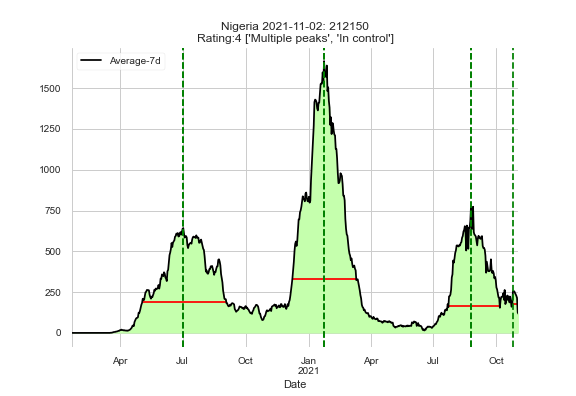 Nigeria 2021-11-02: 212150
Rating:4 ['Multiple peaks', 'In control']
Average-7d
1500
1250
1000
750
500
250
0
Apr Jul Oct Jan Apr Jul Oct
2021
Date